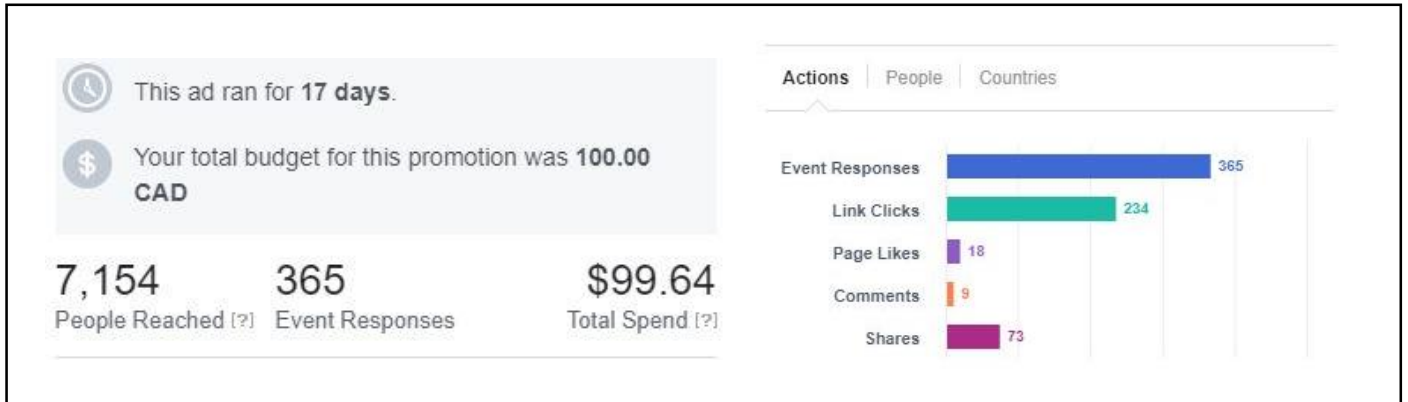 This ad ran for 17 days.
Your total budget for this promotion was 100.00
CAD
7,154
People Reached [?]
365
Event Responses
$99.64
Total Spend [?]
Actions People Countries
Event Responses 365
Link Clicks 234
Page Likes 18
Comments 9
Shares 73